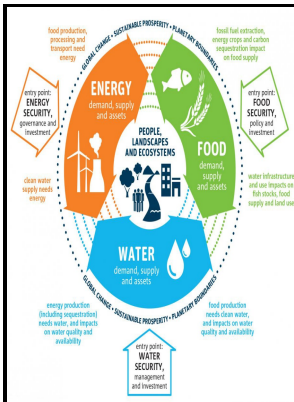 food production,
processing and
transport need
energy
fossil fuel extraction,
energy crops and carbon
sequestration impact
on food supply
GLOBAL CHANGE • SUSTAINABLE PROSPERITY • PLANETARY BOUNDARIES
entry point:
ENERGY
SECURITY,
governance and
investment
ENERGY
demand, supply
and assets
PEOPLE,
LANDSCAPES
AND ECOSYSTEMS
FOOD
demand,
supply
and assets
entry point:
FOOD
SECURITY,
policy and
investment
clean water
supply needs
energy
water infrastructure
and use impacts on
fish stocks, food
supply and land use
WATER
demand, supply
and assets
GLOBAL CHANGE • SUSTAINABLE PROSPERITY • PLANETARY BOUNDARIES
energy production
(including sequestration)
needs water, and impacts
on water quality and
availability
food production
needs clean water,
and impacts on water
quality and availability
entry point:
WATER
SECURITY,
management
and investment